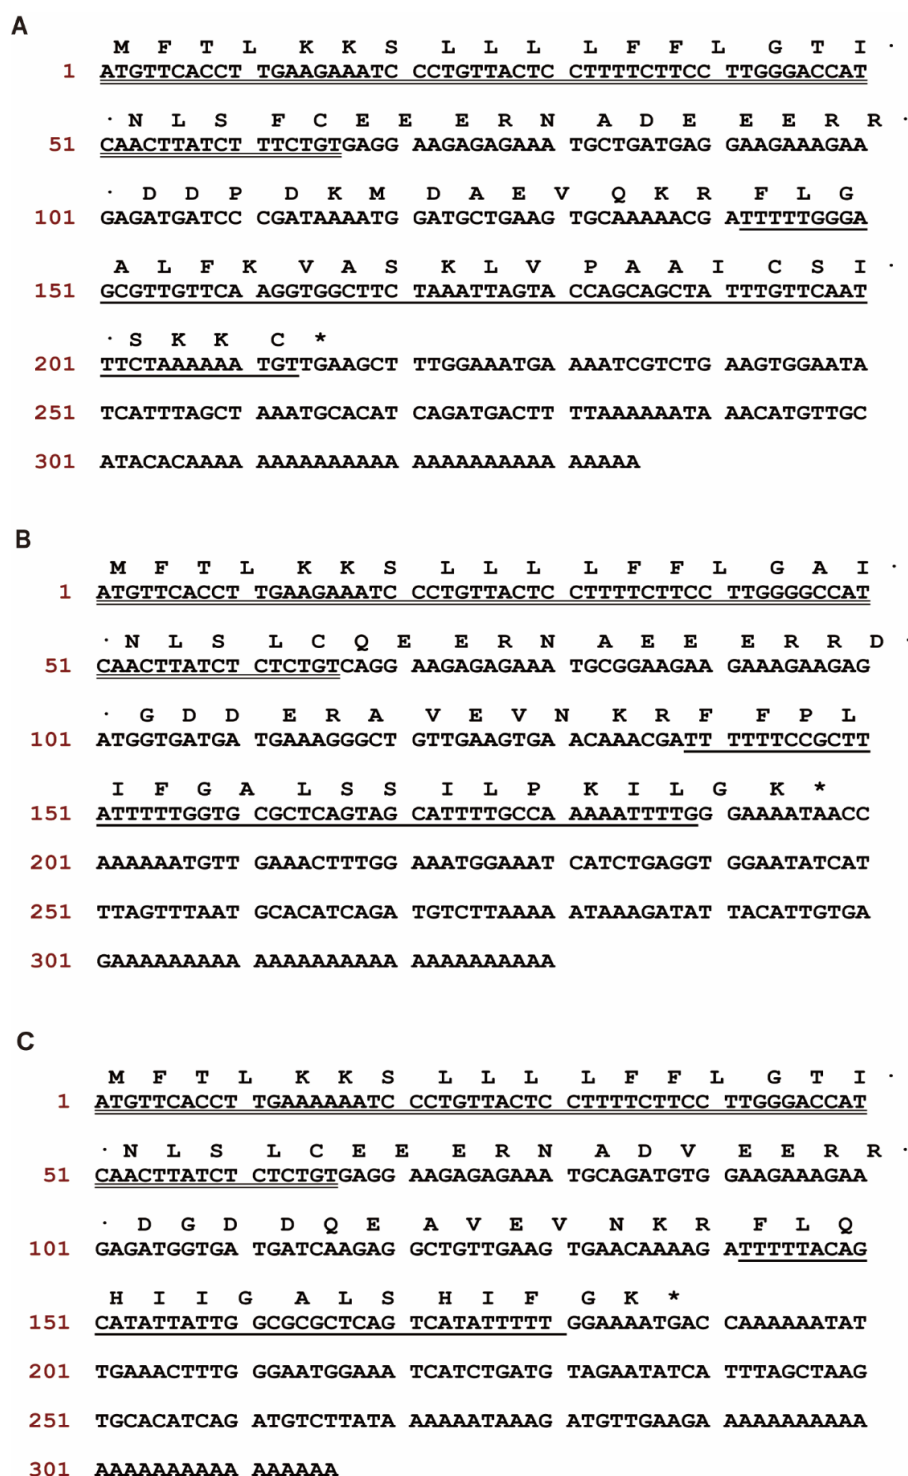 A
M F T L K K S L L L L F F L G T I ·
1 ATGTTCACCT TGAAGAAATC CCTGTTACTC CTTTTCTTCC TTGGGACCAT
· N L S F C E E E R N A D E E E R R ·
51 CAACTTATCT TTCTGTGAGG AAGAGAGAAA TGCTGATGAG GAAGAAAGAA
· D D P D K M D A E V Q K R F L G
101 GAGATGATCC CGATAAAATG GATGCTGAAG TGCAAAAACG ATTTTTGGGA
A L F K V A S K L V P A A I C S I ·
151 GCGTTGTTCA AGGTGGCTTC TAAATTAGTA CCAGCAGCTA TTTGTTCAAT
· S K K C *
201 TTCTAAAAAA TGTTGAAGCT TTGGAAATGA AAATCGTCTG AAGTGGAATA
251 TCATTTAGCT AAATGCACAT CAGATGACTT TTAAAAAATA AACATGTTGC
301 ATACACAAAA AAAAAAAAAA AAAAAAAAAA AAAAA
B
M F T L K K S L L L L F F L G A I ·
1 ATGTTCACCT TGAAGAAATC CCTGTTACTC CTTTTCTTCC TTGGGGCCAT
· N L S L C Q E E R N A E E E R R D ·
51 CAACTTATCT CTCTGTCAGG AAGAGAGAAA TGCGGAAGAA GAAAGAAGAG
· G D D E R A V E V N K R F F P L
101 ATGGTGATGA TGAAAGGGCT GTTGAAGTGA ACAAACGATT TTTTTCCGCTT
I F G A L S S I L P K I L G K *
151 ATTTTTGGTG CGCTCAGTAG CATTTTGCCA AAAATTTTGG GAAAATAACC
201 AAAAAATGTT GAAACTTTGG AAATGGAAAT CATCTGAGGT GGAATATCAT
251 TTAGTTTAAT GCACATCAGA TGTCTTAAAA ATAAAGATAT TACATTGTGA
301 GAAAAAAAAA AAAAAAAAAA AAAAAAAAAA
C
M F T L K K S L L L L F F L G T I ·
1 ATGTTCACCT TGAAAAAATC CCTGTTACTC CTTTTCTTCC TTGGGACCAT
· N L S L C E E E R N A D V E E R R ·
51 CAACTTATCT CTCTGTGAGG AAGAGAGAAA TGCAGATGTG GAAGAAAGAA
· D G D D Q E A V E V N K R F L Q
101 GAGATGGTGA TGATCAAGAG GCTGTTGAAG TGAACAAAAG ATTTTTACAG
H I I G A L S H I F G K *
151 CATATTATTG GCGCGCTCAG TCATATTTTT GGAAAATGACC CAAAAAATAT
201 TGAAACTTTG GGAATGGAAA TCATCTGATG TAGAATATCA TTTAGCTAAG
251 TGCACATCAG ATGTCTTATA AAAAATAAAG ATGTTGAAGA AAAAAAAAAA
301 AAAAAAAAAA AAAAAA